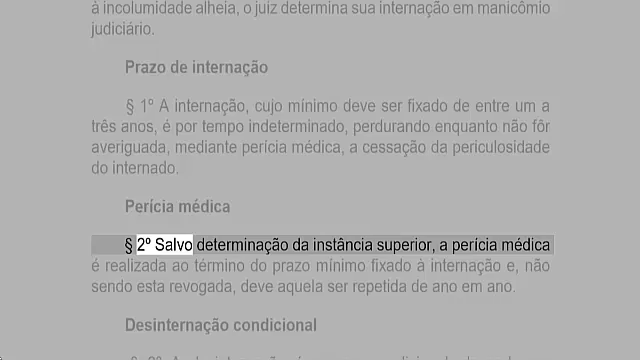 à incolumidade alheia, o juiz determina sua internação em manicômio
judiciário.
Prazo de internação
§ 1º A internação, cujo mínimo deve ser fixado de entre um a
três anos, é por tempo indeterminado, perdurando enquanto não fôr
averiguada, mediante perícia médica, a cessação da periculosidade
do internado.
Perícia médica
§ 2º Salvo determinação da instância superior, a perícia médica
é realizada ao término do prazo mínimo fixado à internação e, não
sendo esta revogada, deve aquela ser repetida de ano em ano.
Desinternação condicional